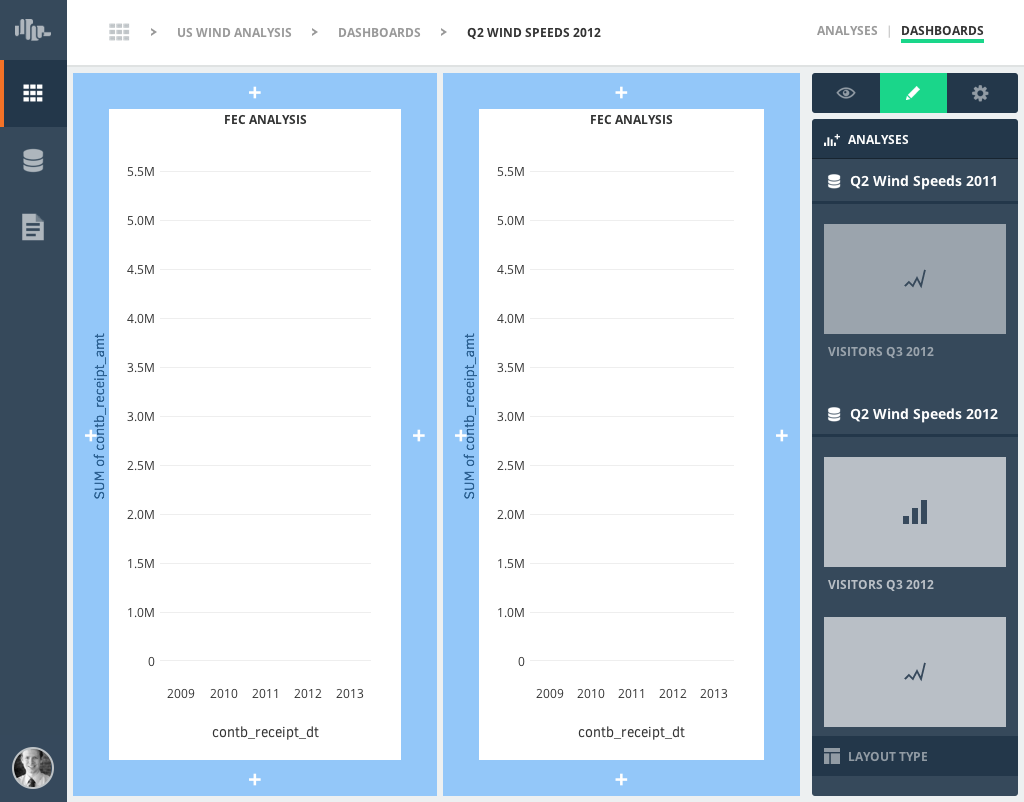 > US WIND ANALYSIS > DASHBOARDS > Q2 WIND SPEEDS 2012
ANALYSES | DASHBOARDS
FEC ANALYSIS
5.5M
5.0M
4.5M
4.0M
3.5M
3.0M
2.5M
2.0M
1.5M
1.0M
0
SUM of contb_receipt_amt
2009 2010 2011 2012 2013
contb_receipt_dt
FEC ANALYSIS
5.5M
5.0M
4.5M
4.0M
3.5M
3.0M
2.5M
2.0M
1.5M
1.0M
0
SUM of contb_receipt_amt
2009 2010 2011 2012 2013
contb_receipt_dt
ANALYSES
Q2 Wind Speeds 2011
VISITORS Q3 2012
Q2 Wind Speeds 2012
VISITORS Q3 2012
LAYOUT TYPE